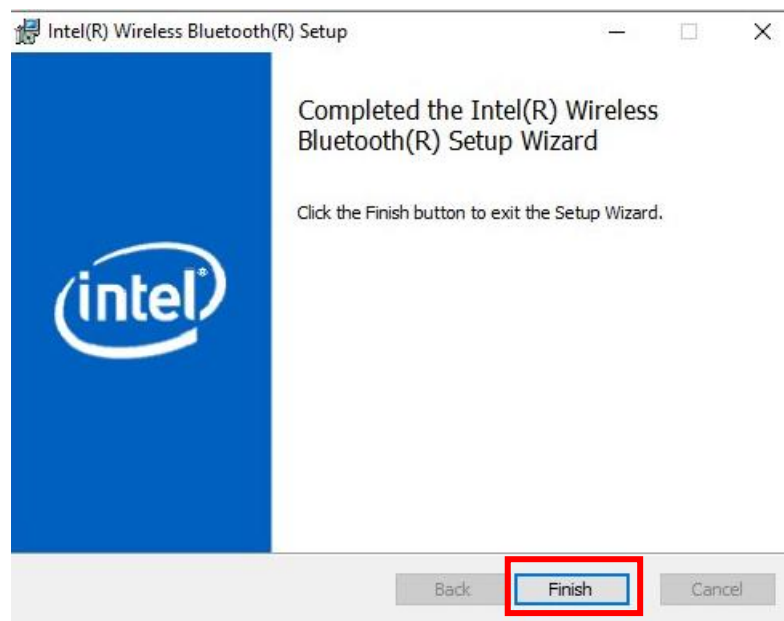 Intel(R) Wireless Bluetooth(R) Setup
Completed the Intel(R) Wireless
Bluetooth(R) Setup Wizard
Click the Finish button to exit the Setup Wizard.
intel®
Back Finish Cancel